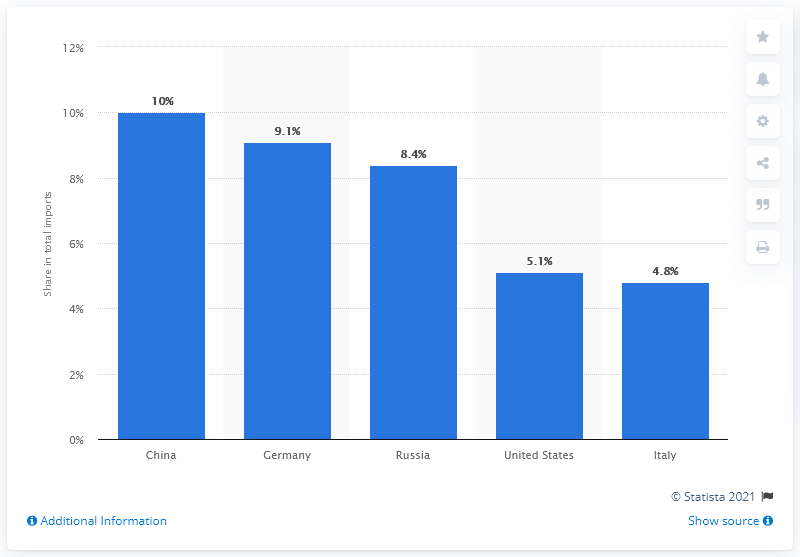 12%
10%
8%
6%
4%
2%
0%
Share in total imports
10%
9.1%
8.4%
5.1%
4.8%
China
Germany
Russia
United States
Italy
© Statista 2021
Additional Information
Show source